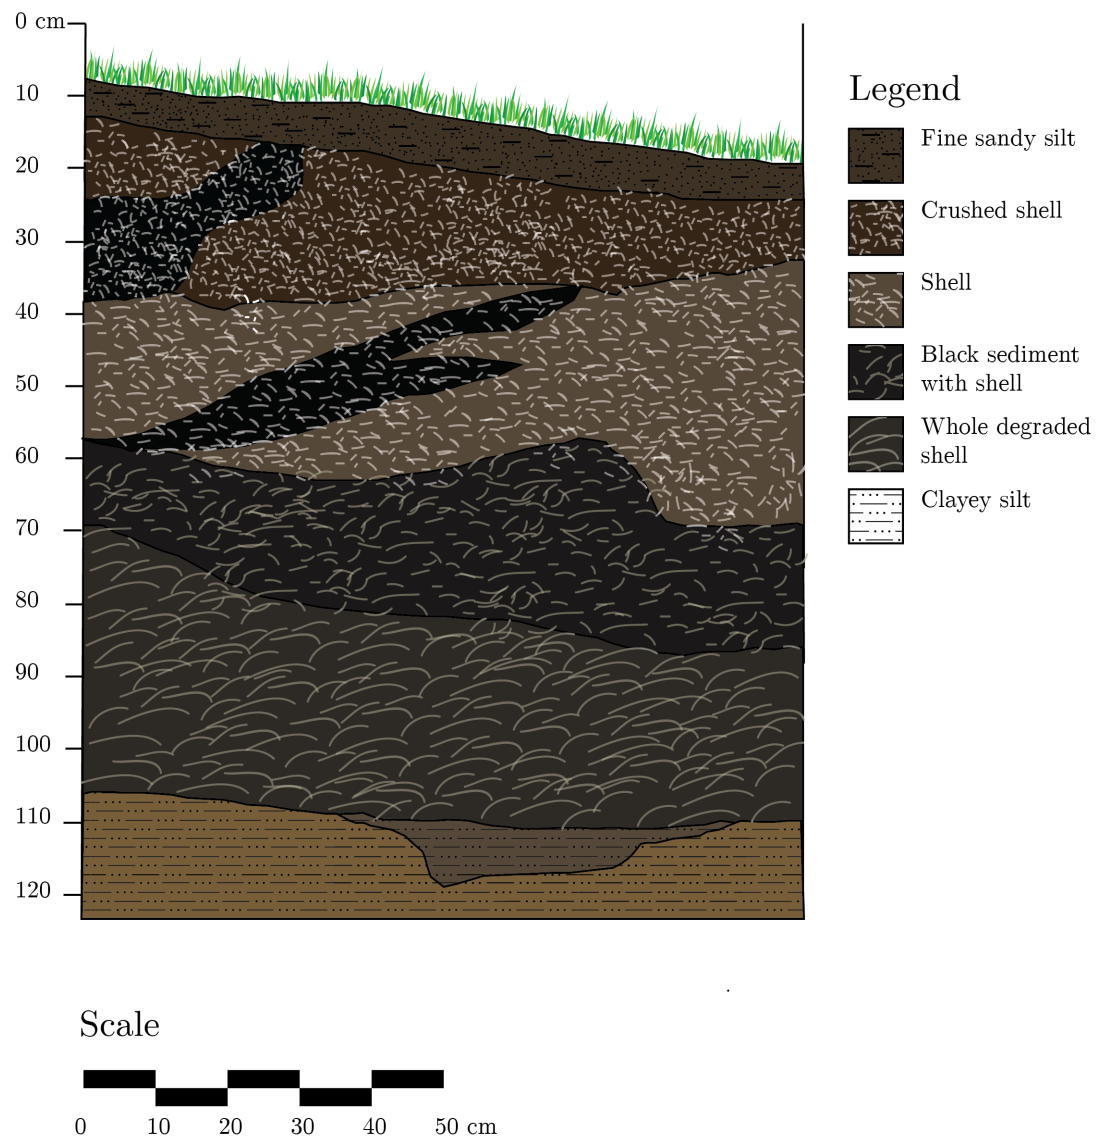 0 cm
10
20
30
40
50
60
70
80
90
100
110
120
Legend
Fine sandy silt
Crushed shell
Shell
Black sediment
with shell
Whole degraded
shell
Clayey silt
Scale
0 10 20 30 40 50 cm